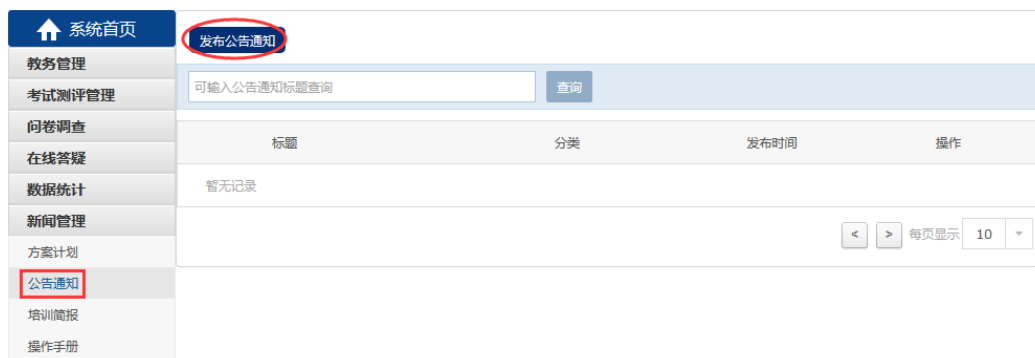 系统首页
教务管理
考试测评管理
问卷调查
在线答疑
数据统计
新闻管理
方案计划
公告通知
培训简报
操作手册
发布公告通知
可输入公告通知标题查询 查询
标题 分类 发布时间 操作
暂无记录
< > 每页显示 10